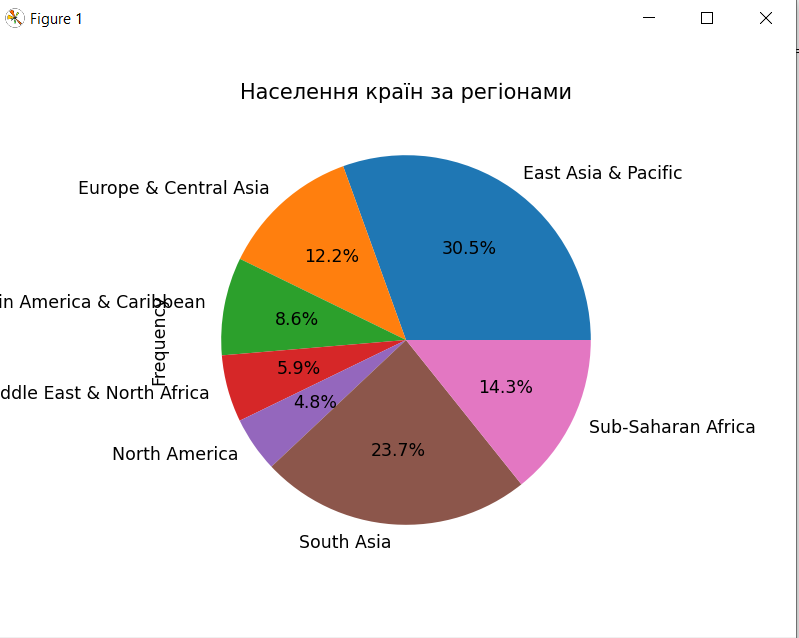 Figure 1
Населення країн за регіонами
East Asia & Pacific
Europe & Central Asia
30.5%
12.2%
in America & Caribbean
8.6%
Frequency
5.9%
14.3%
ddle East & North Africa
4.8%
Sub-Saharan Africa
North America
23.7%
South Asia